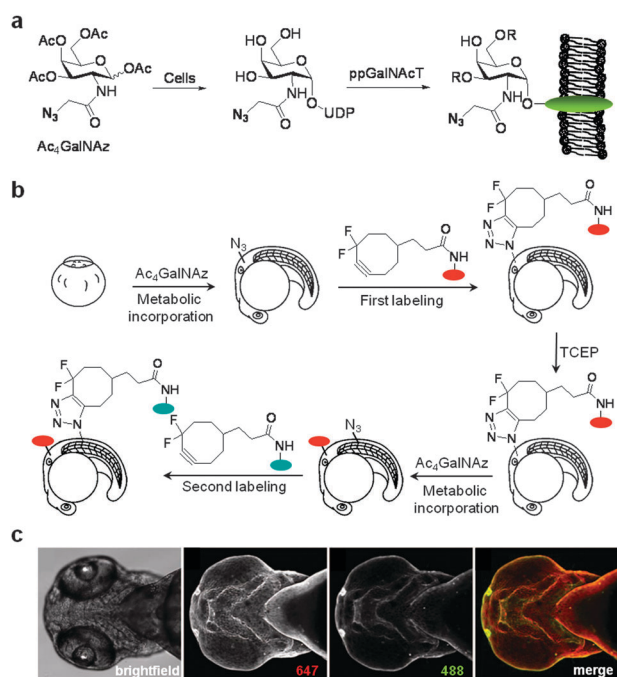 a
AcO OAc
AcO OAc
NH
N₃ O
Ac₄GalNAz
Cells
HO OH
HO
NH
N₃ O
O
UDP
ppGalNAcT
HO OR
RO
NH
N₃ O
O
b
Ac₄GalNAz
Metabolic
incorporation
N₃
F
F
O
NH
First labeling
F
F
O
NH
N
N
N
TCEP
F
F
O
NH
N
N
N
Ac₄GalNAz
Metabolic
incorporation
N₃
F
F
O
NH
Second labeling
F
F
O
NH
N
N
N
c
brightfield
647
488
merge